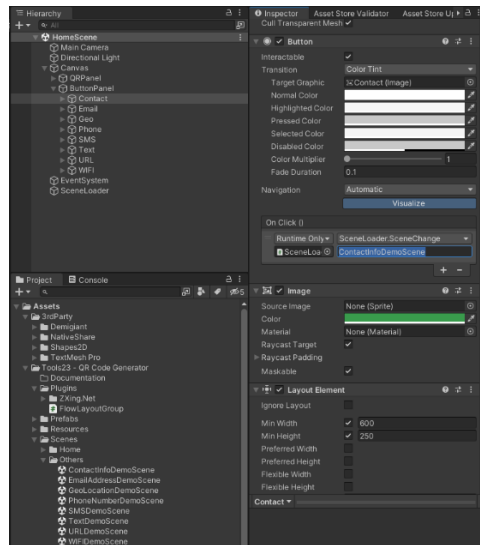 Hierarchy
All
HomeScene
Main Camera
Directional Light
Canvas
QRPanel
ButtonPanel
Contact
Email
Geo
Phone
SMS
Text
URL
WIFI
EventSystem
SceneLoader
Project
Console
5
Assets
3rdParty
Demigiant
NativeShare
Shapes2D
TextMesh Pro
Tools23 - QR Code Generator
Documentation
Plugins
ZXing.Net
FlowLayoutGroup
Prefabs
Resources
Scenes
Home
Others
ContactInfoDemoScene
EmailAddressDemoScene
GeoLocationDemoScene
PhoneNumberDemoScene
SMSDemoScene
TextDemoScene
URLDemoScene
WIFIDemoScene
Inspector
Asset Store Validator
Asset Store Up
Cull Transparent Mesh
Button
Interactable
Transition Color Tint
Target Graphic Contact (Image)
Normal Color
Highlighted Color
Pressed Color
Selected Color
Disabled Color
Color Multiplier 1
Fade Duration 0.1
Navigation Automatic
Visualize
On Click ()
Runtime Only SceneLoader.SceneChange
SceneLoa ContactInfoDemoScene
+ -
Image
Source Image None (Sprite)
Color
Material None (Material)
Raycast Target
Raycast Padding
Maskable
Layout Element
Ignore Layout
Min Width 600
Min Height 250
Preferred Width
Preferred Height
Flexible Width
Flexible Height
Contact